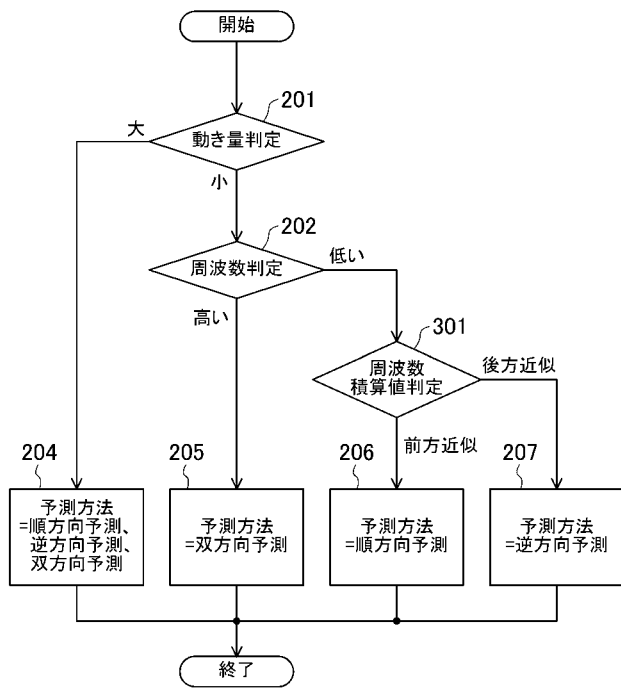 開始
201
大
動き量判定
小
202
周波数判定
低い
高い
301
周波数
積算値判定
後方近似
前方近似
204
予測方法
=順方向予測、
逆方向予測、
双方向予測
205
予測方法
=双方向予測
206
予測方法
=順方向予測
207
予測方法
=逆方向予測
終了